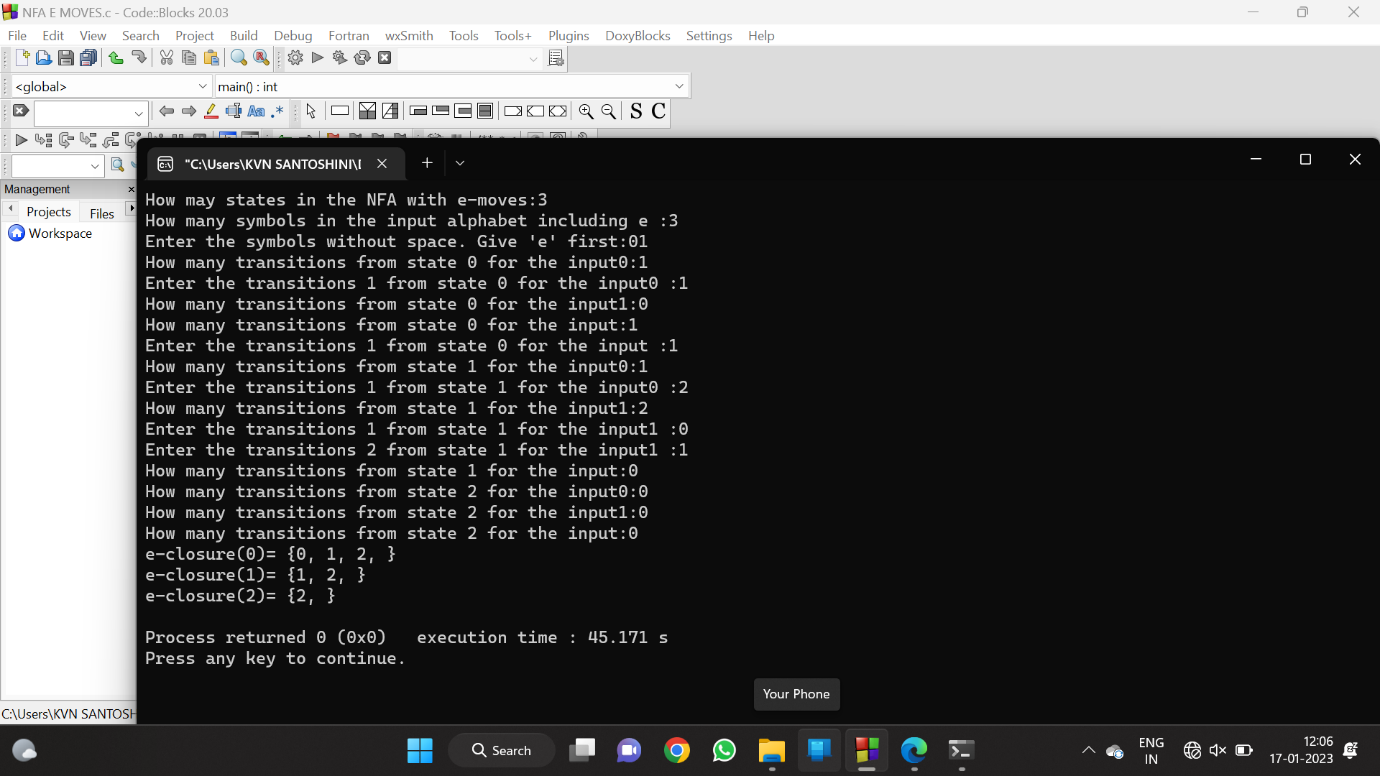 NFA E MOVES.c - Code::Blocks 20.03
File Edit View Search Project Build Debug Fortran wxSmith Tools Tools+ Plugins DoxyBlocks Settings Help
<global> main() : int
Aa .* S C
"C:\Users\KVN SANTOSHINI\
Management
Projects Files
Workspace
How may states in the NFA with e-moves:3
How many symbols in the input alphabet including e :3
Enter the symbols without space. Give 'e' first:01
How many transitions from state 0 for the input0:1
Enter the transitions 1 from state 0 for the input0 :1
How many transitions from state 0 for the input1:0
How many transitions from state 0 for the input:1
Enter the transitions 1 from state 0 for the input :1
How many transitions from state 1 for the input0:1
Enter the transitions 1 from state 1 for the input0 :2
How many transitions from state 1 for the input1:2
Enter the transitions 1 from state 1 for the input1 :0
Enter the transitions 2 from state 1 for the input1 :1
How many transitions from state 1 for the input:0
How many transitions from state 2 for the input0:0
How many transitions from state 2 for the input1:0
How many transitions from state 2 for the input:0
e-closure(0)= {0, 1, 2, }
e-closure(1)= {1, 2, }
e-closure(2)= {2, }
Process returned 0 (0x0)   execution time : 45.171 s
Press any key to continue.
Your Phone
C:\Users\KVN SANTOSH
Search
ENG
IN
12:06
17-01-2023